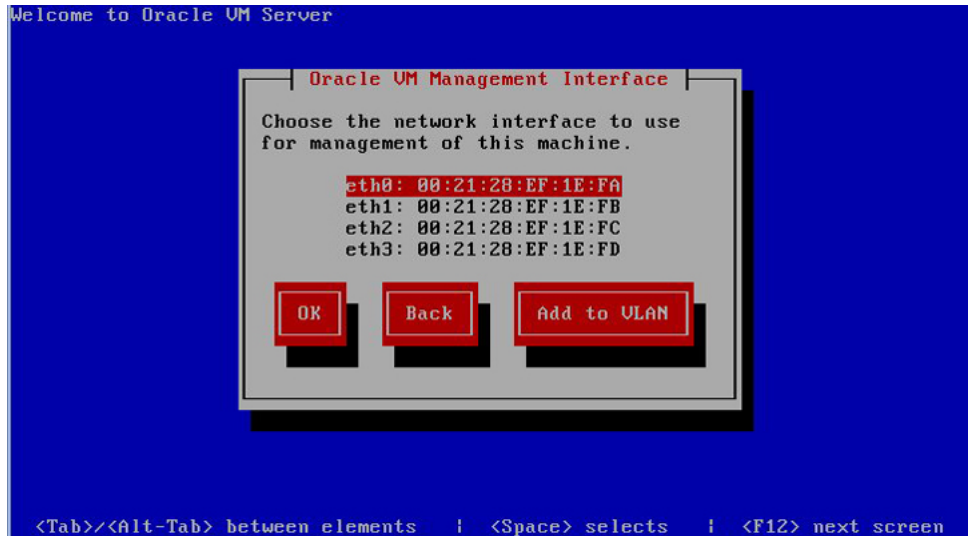 Welcome to Oracle VM Server
Oracle VM Management Interface
Choose the network interface to use
for management of this machine.
eth0: 00:21:28:EF:1E:FA
eth1: 00:21:28:EF:1E:FB
eth2: 00:21:28:EF:1E:FC
eth3: 00:21:28:EF:1E:FD
OK Back Add to VLAN
<Tab>/<Alt-Tab> between elements | <Space> selects | <F12> next screen